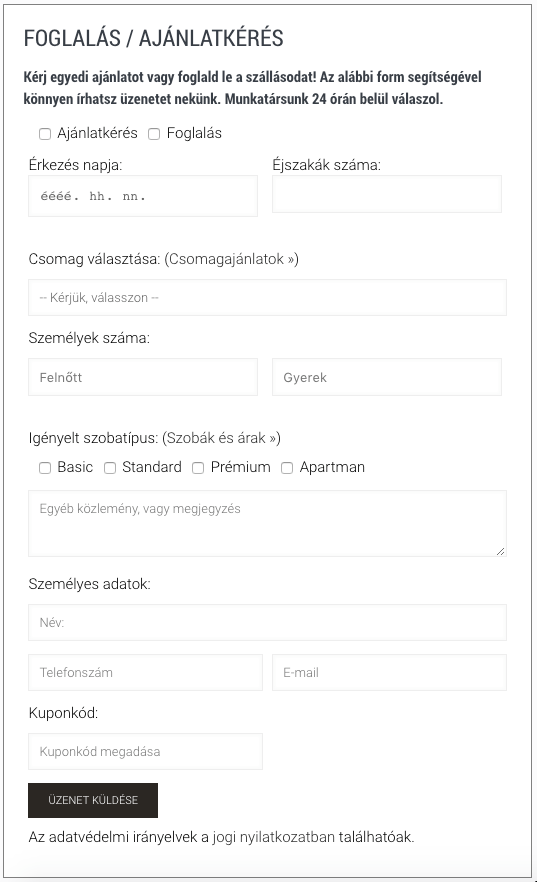 FOGLALÁS / AJÁNLATKÉRÉS
Kérj egyedi ajánlatot vagy foglald le a szállásodat! Az alábbi form segítségével
könnyen írhatsz üzenetet nekünk. Munkatársunk 24 órán belül válaszol.
Ajánlatkérés Foglalás
Érkezés napja: Éjszakák száma:
éééé. hh. nn.
Csomag választása: (Csomagajánlatok »)
-- Kérjük, válasszon --
Személyek száma:
Felnőtt Gyerek
Igényelt szobatípus: (Szobák és árak »)
Basic Standard Prémium Apartman
Egyéb közlemény, vagy megjegyzés
Személyes adatok:
Név:
Telefonszám E-mail
Kuponkód:
Kuponkód megadása
ÜZENET KÜLDÉSE
Az adatvédelmi irányelvek a jogi nyilatkozatban találhatóak.